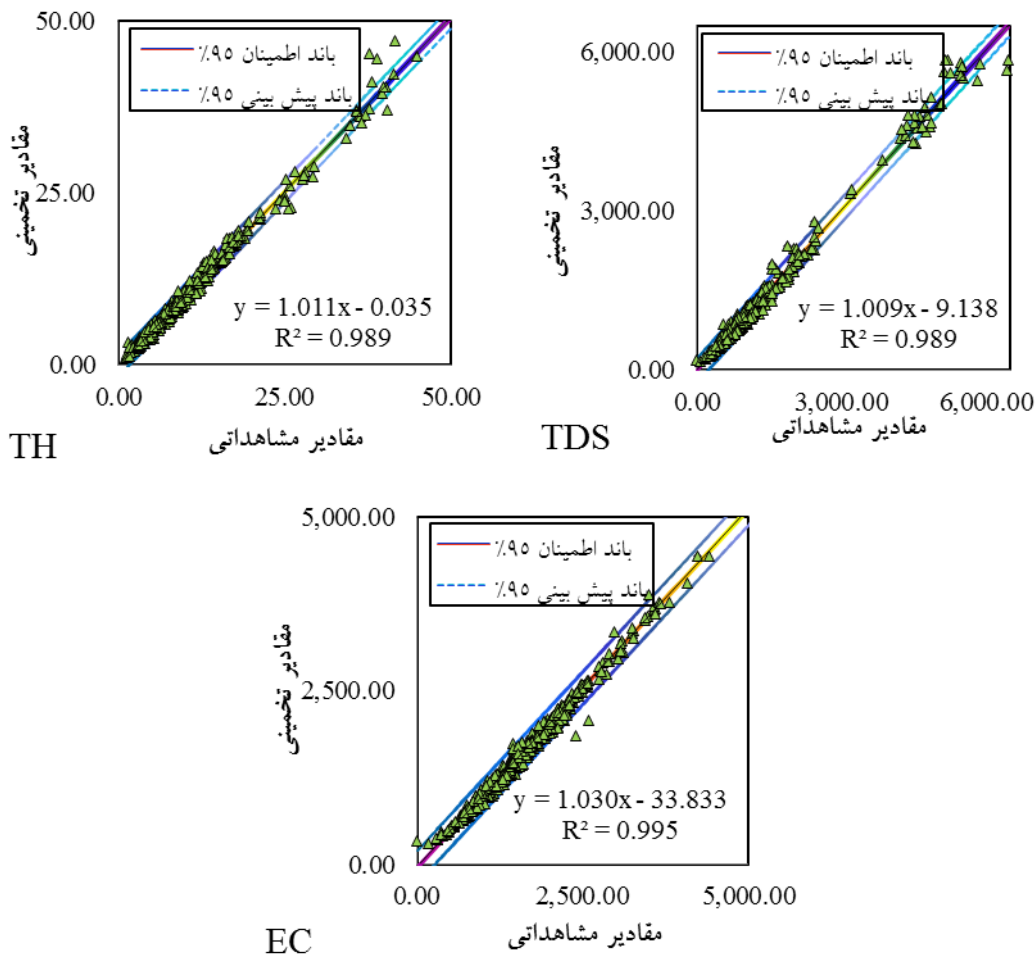 50.00
25.00
0.00
مقادیر تخمینی
باند اطمینان ۹۵٪
باند پیش بینی ۹۵٪
y = 1.011x - 0.035
R² = 0.989
0.00 25.00 50.00
مقادیر مشاهداتی
TH
6,000.00
3,000.00
0.00
مقادیر تخمینی
باند اطمینان ۹۵٪
باند پیش بینی ۹۵٪
y = 1.009x - 9.138
R² = 0.989
0.00 3,000.00 6,000.00
مقادیر مشاهداتی
TDS
5,000.00
2,500.00
0.00
مقادیر تخمینی
باند اطمینان ۹۵٪
باند پیش بینی ۹۵٪
y = 1.030x - 33.833
R² = 0.995
0.00 2,500.00 5,000.00
مقادیر مشاهداتی
EC